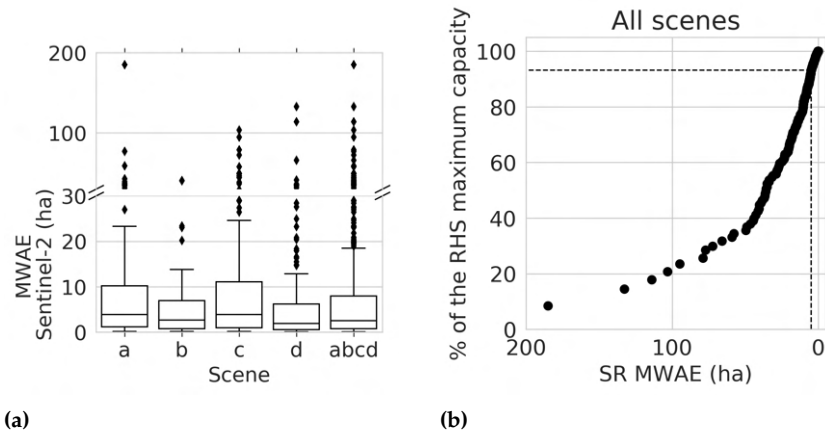 200
100
30
20
10
0
MWAE
Sentinel-2 (ha)
a b c d abcd
Scene
(a)
All scenes
100
80
60
40
20
0
% of the RHS maximum capacity
200 100 0
SR MWAE (ha)
(b)